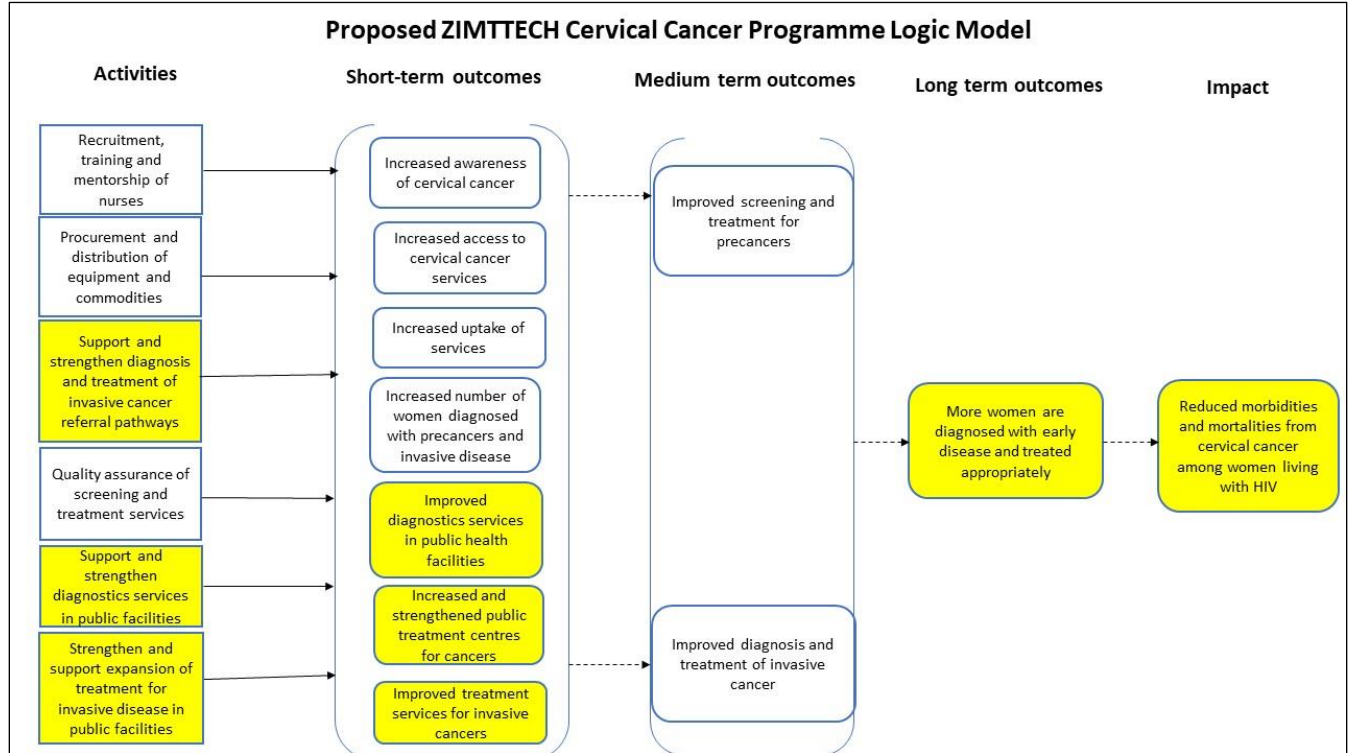 Proposed ZIMTTECH Cervical Cancer Programme Logic Model
Activities
Short-term outcomes
Medium term outcomes
Long term outcomes
Impact
Recruitment,
training and
mentorship of
nurses
Procurement and
distribution of
equipment and
commodities
Support and
strengthen diagnosis
and treatment of
invasive cancer
referral pathways
Quality assurance of
screening and
treatment services
Support and
strengthen
diagnostics services
in public facilities
Strengthen and
support expansion of
treatment for
invasive disease in
public facilities
Increased awareness
of cervical cancer
Increased access to
cervical cancer
services
Increased uptake of
services
Increased number of
women diagnosed
with precancers and
invasive disease
Improved
diagnostics services
in public health
facilities
Increased and
strengthened public
treatment centres
for cancers
Improved treatment
services for invasive
cancers
Improved screening and
treatment for
precancers
Improved diagnosis and
treatment of invasive
cancer
More women are
diagnosed with early
disease and treated
appropriately
Reduced morbidities
and mortalities from
cervical cancer
among women living
with HIV